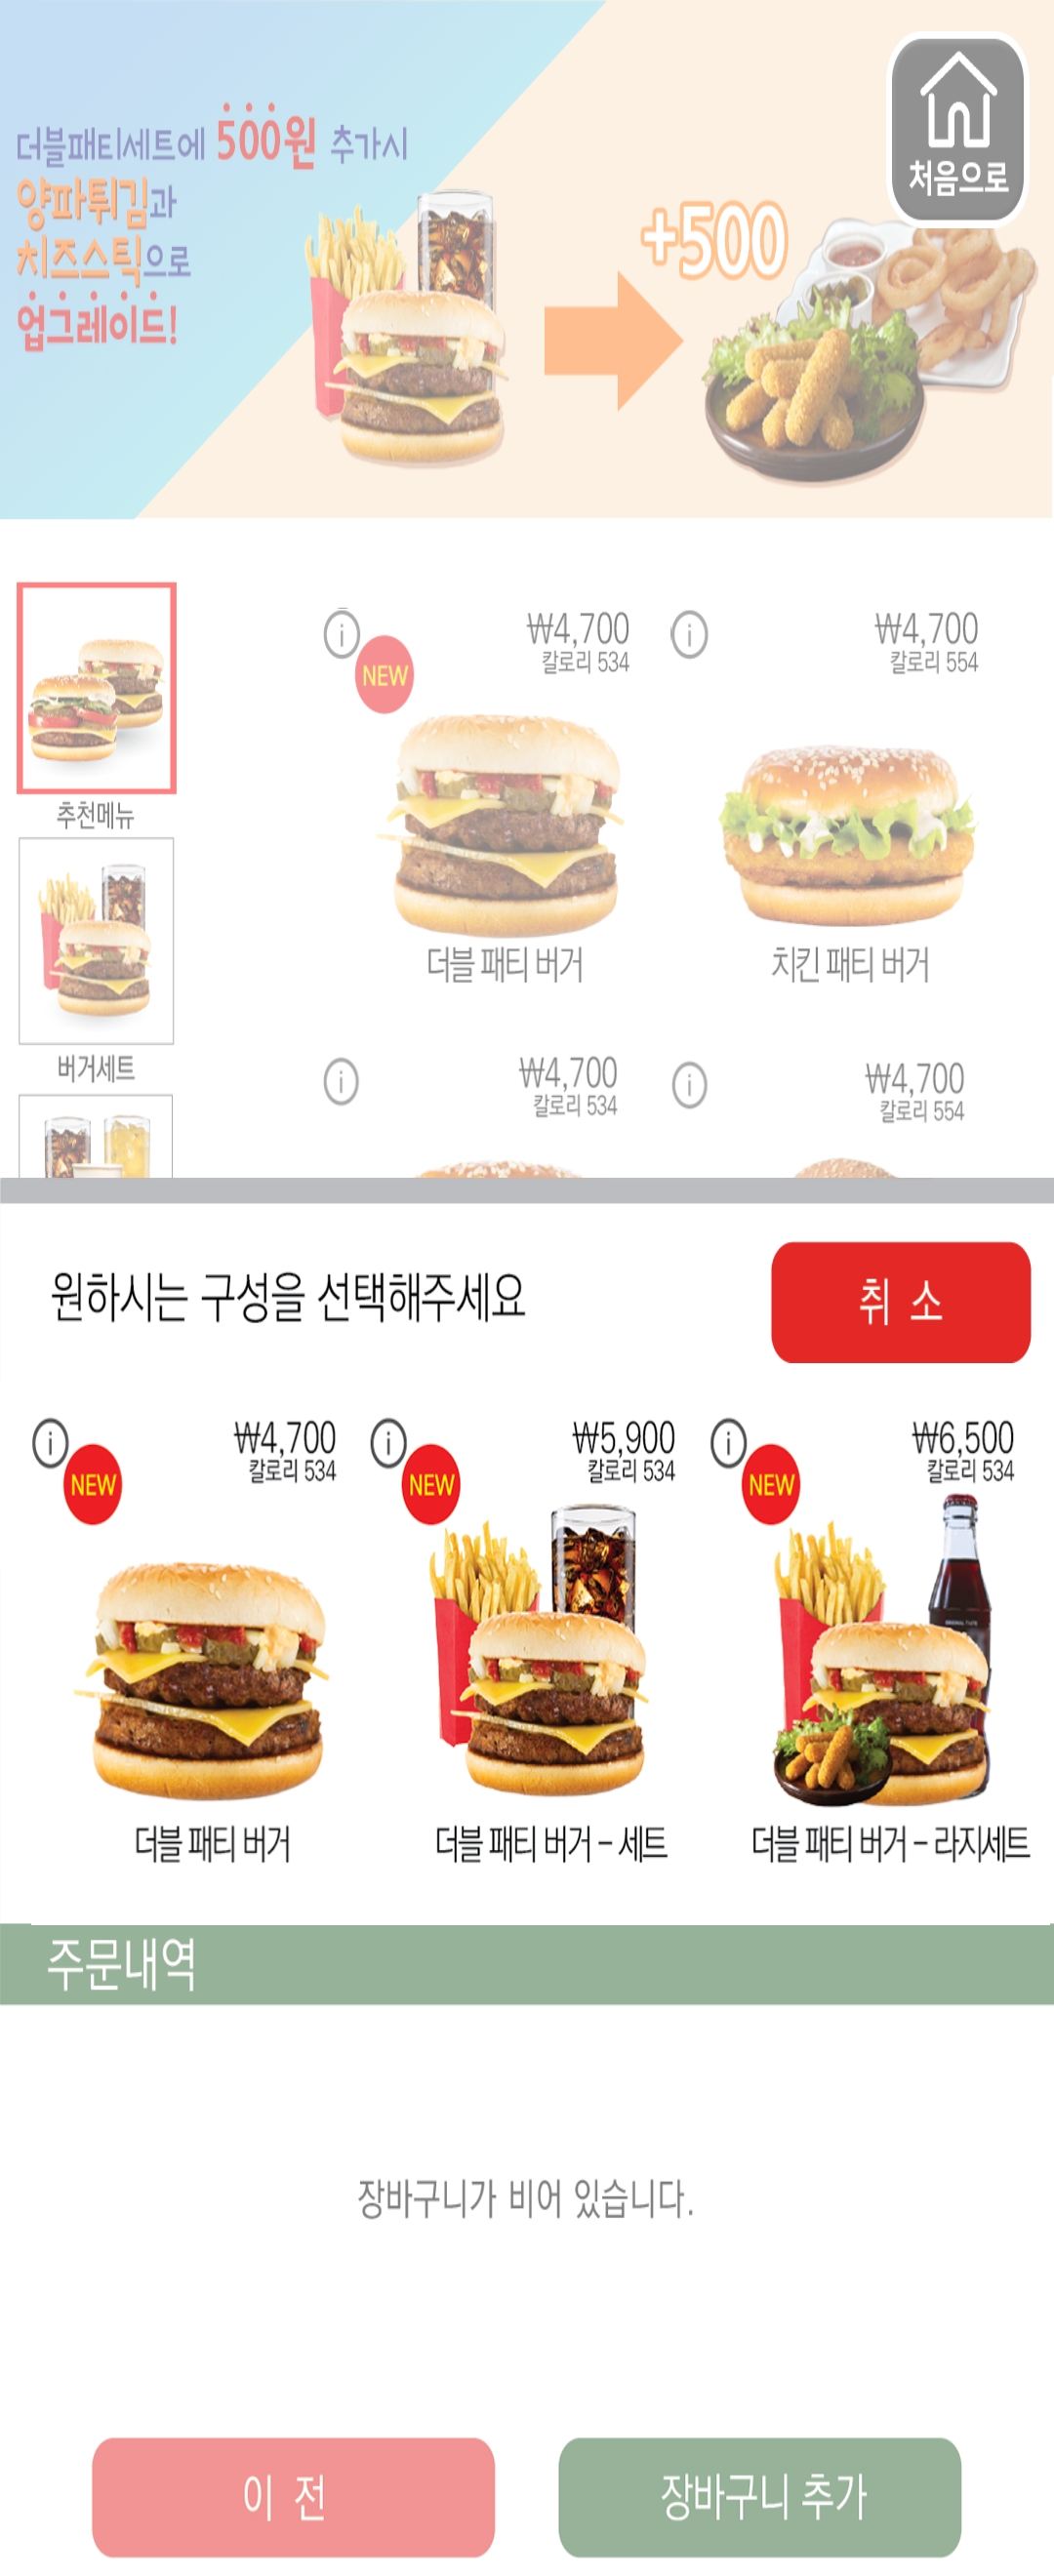 더블패티세트에 500원 추가시
양파튀김과
치즈스틱으로
업그레이드!
+500
처음으로
추천메뉴
버거세트
NEW
₩4,700
칼로리 534
더블 패티 버거
₩4,700
칼로리 554
치킨 패티 버거
₩4,700
칼로리 534
₩4,700
칼로리 554
원하시는 구성을 선택해주세요
취 소
NEW
₩4,700
칼로리 534
더블 패티 버거
NEW
₩5,900
칼로리 534
더블 패티 버거 - 세트
NEW
₩6,500
칼로리 534
더블 패티 버거 - 라지세트
주문내역
장바구니가 비어 있습니다.
이 전
장바구니 추가